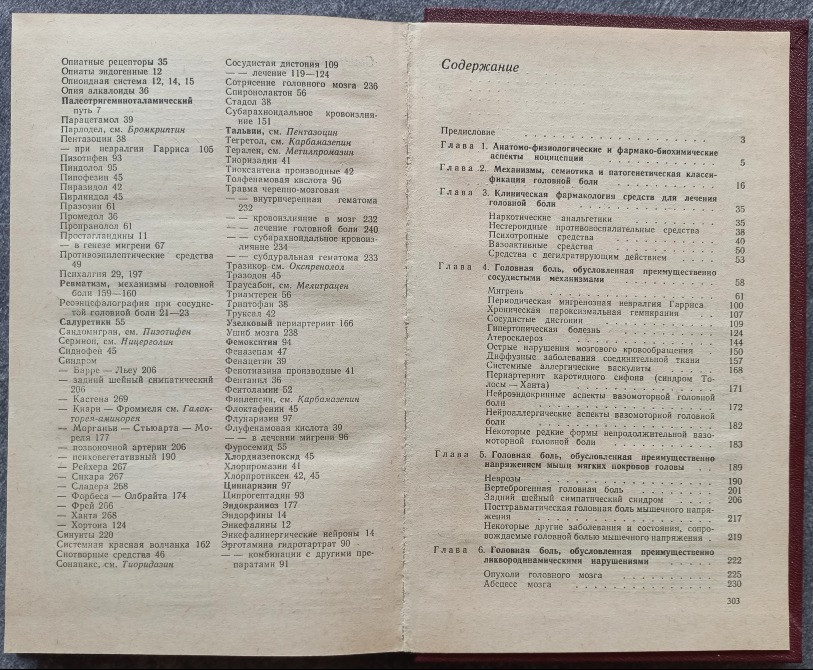 Опиатные рецепторы 35
Опиаты эндогенные 12
Опиоидная система 12, 14, 15
Опия алкалоиды 36
Палеотригеминоталамический
путь 7
Парацетамол 39
Парлодел, см. Бромкриптин
Пентазоцин 38
— при невралгии Гарриса 105
Пизотифен 93
Пиндолол 95
Пипофезин 45
Пиразидол 42
Пирлиндол 45
Празозин 61
Промедол 36
Пропранолол 61
Простагландины 11
— в генезе мигрени 67
Противоэпилептические средства
49
Психалгия 29, 197
Ревматизм, механизмы головной
боли 159—160
Реоэнцефалография при сосудис-
той головной боли 21—23
Салуретики 55
Сандомигран, см. Пизотифен
Сермион, см. Ницерголин
Сиднофен 45
Синдром
— Барре — Льеу 206
— задний шейный симпатический
206
— Кастена 269
— Киари — Фроммеля см. Галак-
торея-аминорея
— Морганьи — Стьюарта — Мо-
реля 177
— позвоночной артерии 206
— психовегетативный 190
— Рейхера 267
— Сикара 267
— Сладера 268
— Форбеса — Олбрайта 174
— Фрей 266
— Ханта 268
— Хортона 124
Синуиты 220
Системная красная волчанка 162
Снотворные средства 46
Сонапакс, см. Тиоридазин
Сосудистая дистония 109
— — лечение 119—124
Сотрясение головного мозга 236
Спиронолактон 56
Стадол 38
Субарахноидальное кровоизлия-
ние 151
Тальвин, см. Пентазоцин
Тегретол, см. Карбамазепин
Терален, см. Метилпромазин
Тиоридазин 41
Тиоксантена производные 42
Толфенамовая кислота 96
Травма черепно-мозговая
— — внутричерепная гематома
232
— — кровоизлияние в мозг 232
— — лечение головной боли 240
— — субарахноидальное кровоиз-
лияние 234
— — субдуральная гематома 233
Тразикор см. Окспренолол
Тразодон 45
Траусабон, см. Мелитрацен
Триамтерен 56
Триптофан 38
Труксел 42
Узелковый периартериит 166
Ушиб мозга 238
Фемокситин 94
Феназепам 47
Фенацетин 39
Фенотиазина производные 41
Фентанил 36
Фентоламин 52
Финлепсин, см. Карбамазепин
Флоктафенин 45
Флунаризин 97
Флуфенамовая кислота 39
— — в лечении мигрени 96
Фуросемид 55
Хлордиазепоксид 45
Хлорпромазин 41
Хлорпротиксен 42, 45
Циннаризин 97
Ципрогептадин 93
Эндокраниоз 177
Эндорфины 14
Энкефалины 12
Энкефалинергические нейроны 14
Эрготамина гидротартрат 90
— — комбинации с другими пре-
паратами 91
Содержание
Предисловие 3
Глава 1. Анатомо-физиологические и фармако-биохимические
аспекты ноцицепции 5
Глава 2. Механизмы, семиотика и патогенетическая класси-
фикация головной боли 16
Глава 3. Клиническая фармакология средств для лечения
головной боли 35
Наркотические анальгетики 35
Нестероидные противовоспалительные средства 38
Психотропные средства 40
Вазоактивные средства 50
Средства с дегидратирующим действием 53
Глава 4. Головная боль, обусловленная преимущественно
сосудистыми механизмами 58
Мигрень 61
Периодическая мигренозная невралгия Гарриса 100
Хроническая пароксизмальная гемикрания 107
Сосудистые дистонии 109
Гипертоническая болезнь 124
Атеросклероз 144
Острые нарушения мозгового кровообращения 150
Диффузные заболевания соединительной ткани 157
Системные аллергические васкулиты 168
Периартериит каротидного сифона (синдром То-
лосы — Ханта) 171
Нейроэндокринные аспекты вазомоторной головной
боли 172
Нейроаллергические аспекты вазомоторной головной
боли 182
Некоторые редкие формы непродолжительной вазо-
моторной головной боли 183
Глава 5. Головная боль, обусловленная преимущественно
напряжением мышц мягких покровов головы 189
Неврозы 190
Вертеброгенная головная боль 201
Задний шейный симпатический синдром 206
Посттравматическая головная боль мышечного напря-
жения 217
Некоторые другие заболевания и состояния, сопро-
вождаемые головной болью мышечного напряжения 219
Глава 6. Головная боль, обусловленная преимущественно
ликвородинамическими нарушениями 222
Опухоли головного мозга 225
Абсцесс мозга 230
303